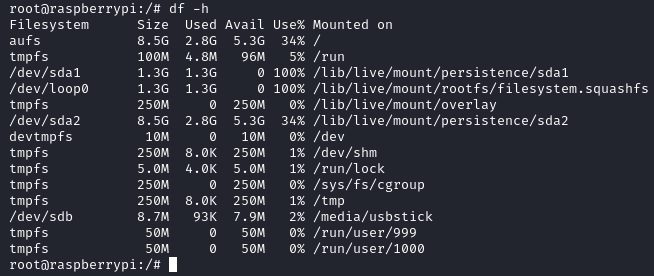 root@raspberrypi:/# df -h
Filesystem      Size  Used Avail Use% Mounted on
aufs            8.5G  2.8G  5.3G  34% /
tmpfs           100M  4.8M   96M   5% /run
/dev/sda1       1.3G  1.3G     0 100% /lib/live/mount/persistence/sda1
/dev/loop0      1.3G  1.3G     0 100% /lib/live/mount/rootfs/filesystem.squashfs
tmpfs           250M     0  250M   0% /lib/live/mount/overlay
/dev/sda2       8.5G  2.8G  5.3G  34% /lib/live/mount/persistence/sda2
devtmpfs         10M     0   10M   0% /dev
tmpfs           250M  8.0K  250M   1% /dev/shm
tmpfs           5.0M  4.0K  5.0M   1% /run/lock
tmpfs           250M     0  250M   0% /sys/fs/cgroup
tmpfs           250M  8.0K  250M   1% /tmp
/dev/sdb        8.7M   93K  7.9M   2% /media/usbstick
tmpfs            50M     0   50M   0% /run/user/999
tmpfs            50M     0   50M   0% /run/user/1000
root@raspberrypi:/#